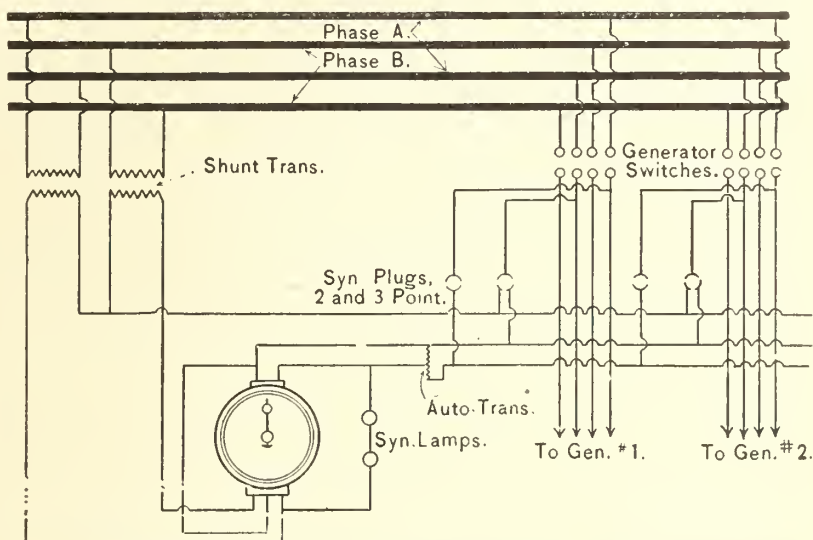 Phase A.
Phase B.
Shunt Trans.
Generator
Switches.
Syn Plugs,
2 and 3 Point.
Auto-Trans.
Syn. Lamps.
To Gen. #1.
To Gen. #2.